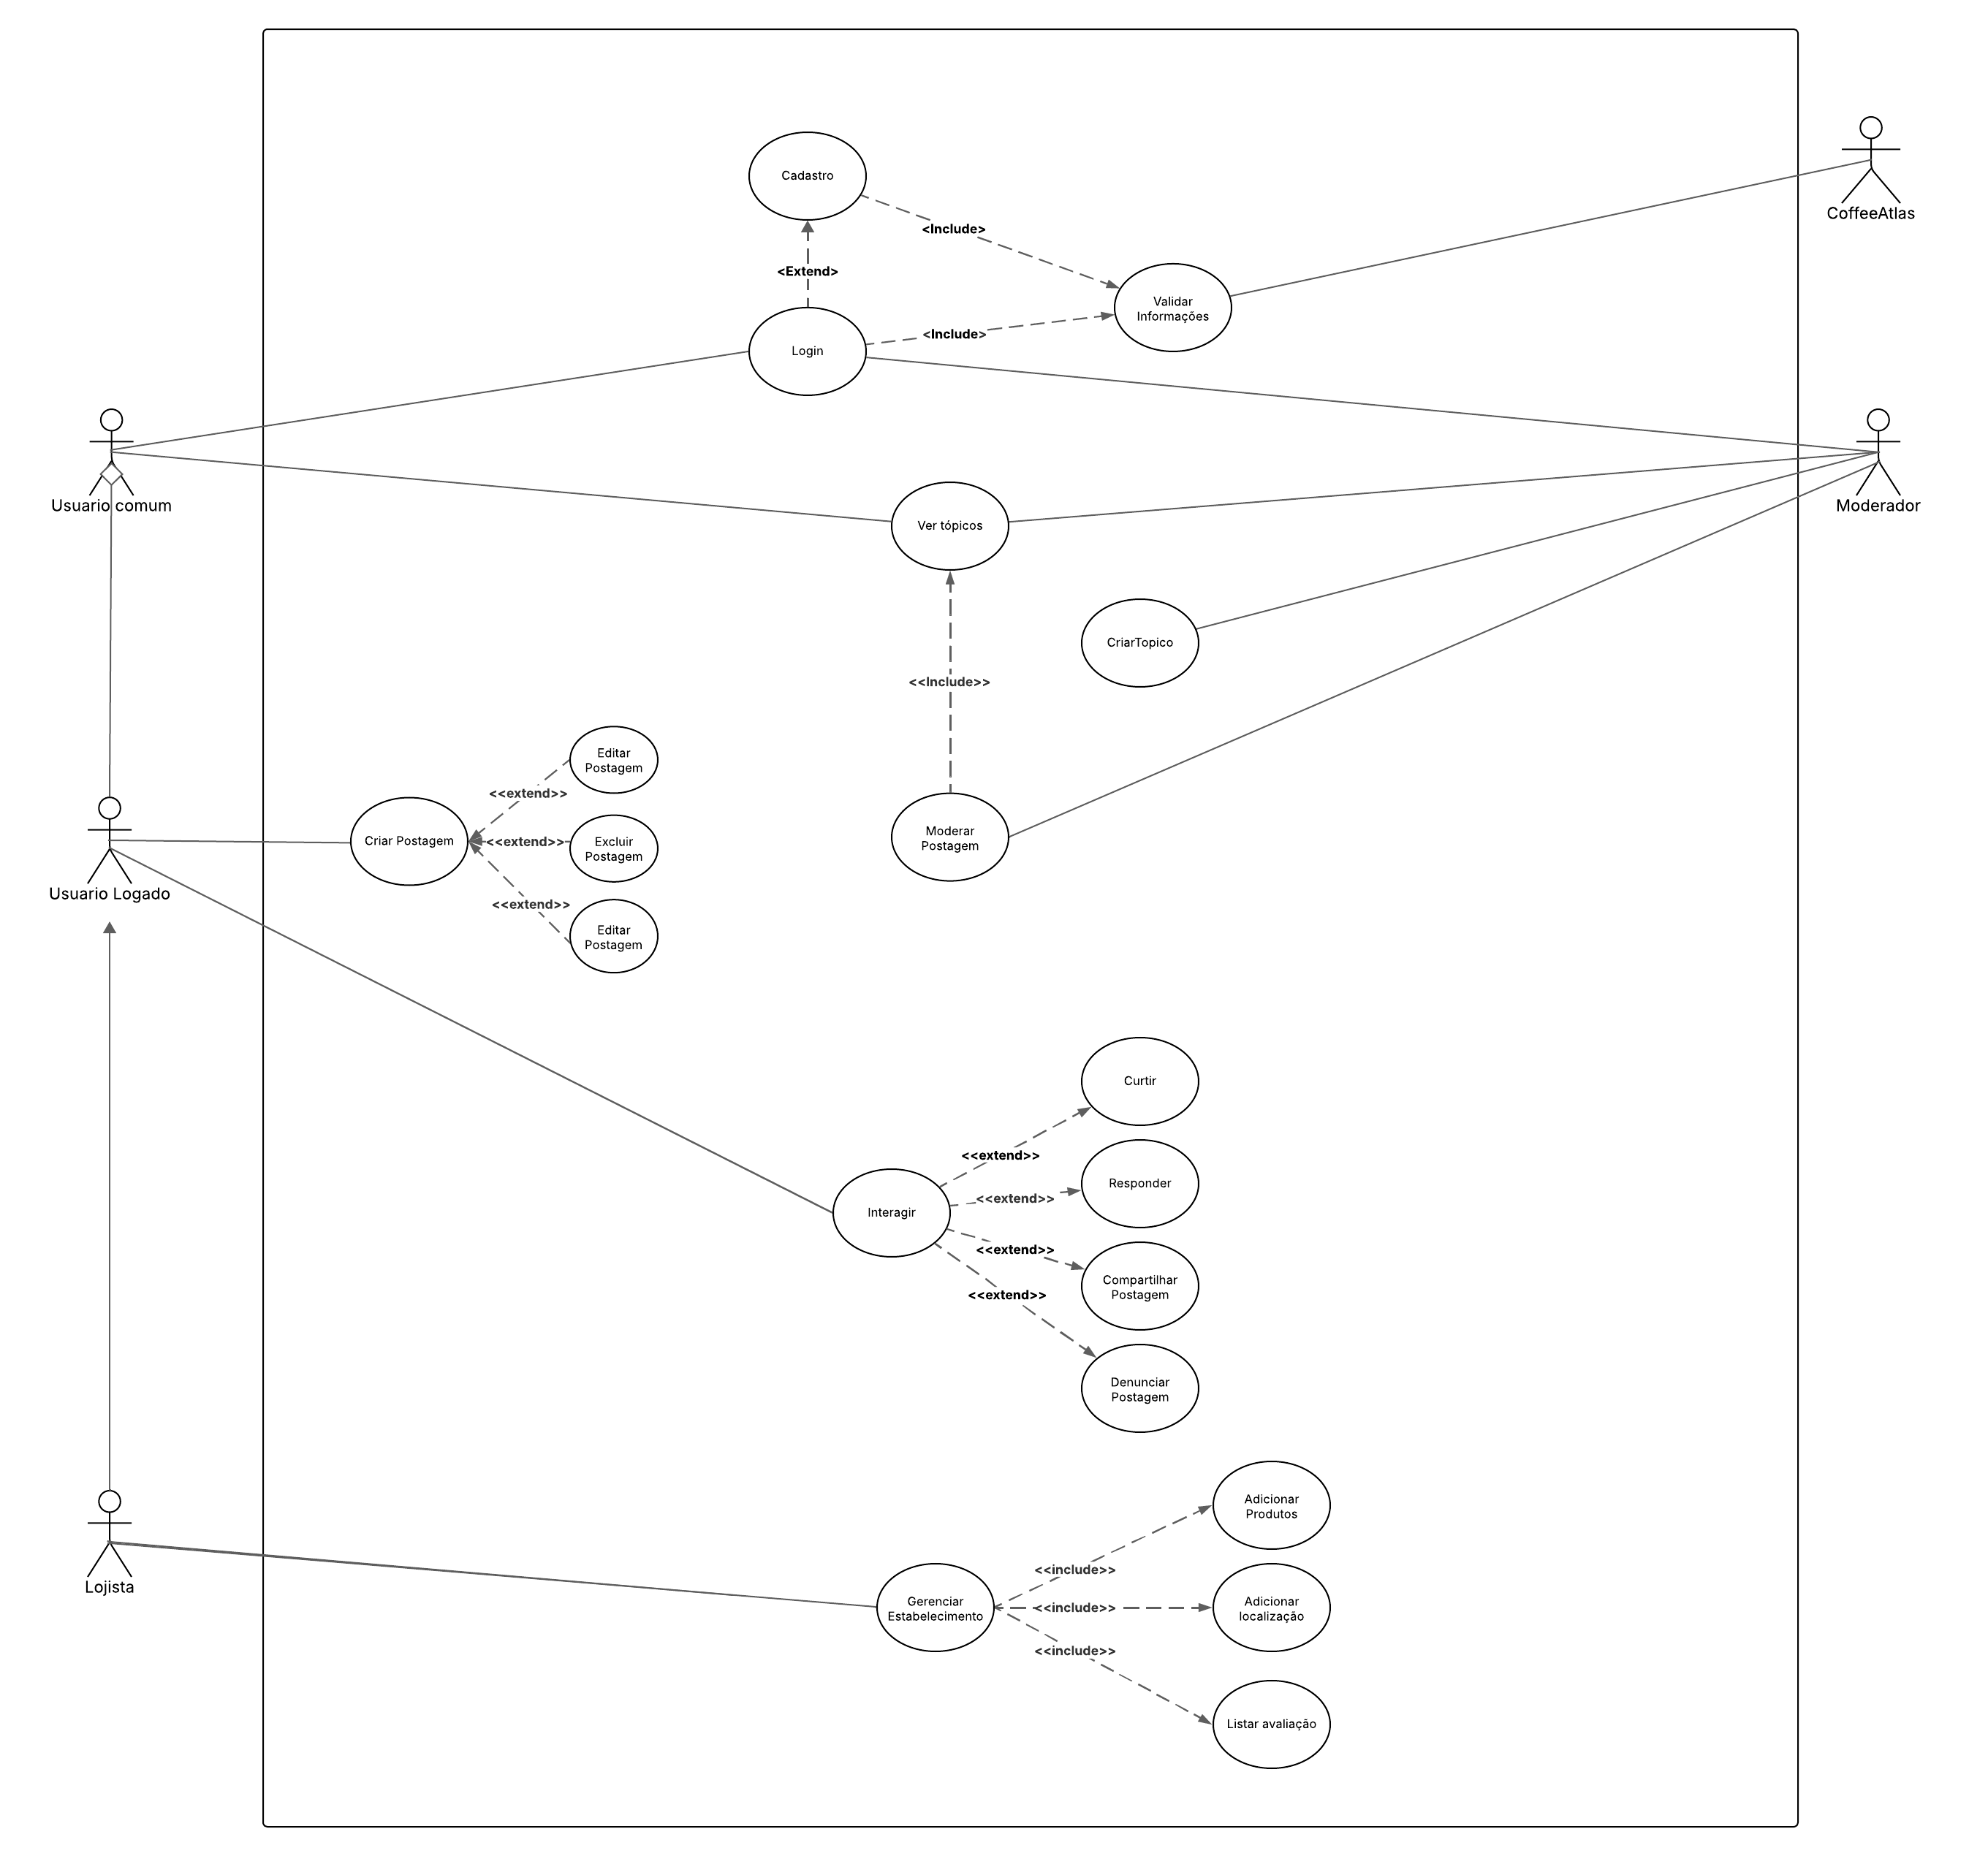 Cadastro
CoffeeAtlas
<Include>
<Extend>
Validar
Informações
<Include>
Login
Usuario comum
Moderador
Ver tópicos
CriarTopico
<<Include>>
Editar
Postagem
<<extend>>
Criar Postagem
<<extend>>
Excluir
Postagem
Moderar
Postagem
Usuario Logado
<<extend>>
Editar
Postagem
Curtir
<<extend>>
Responder
<<extend>>
Interagir
<<extend>>
Compartilhar
Postagem
<<extend>>
Denunciar
Postagem
Adicionar
Produtos
<<include>>
Lojista
Gerenciar
Estabelecimento
<<include>>
Adicionar
localização
<<include>>
Listar avaliação